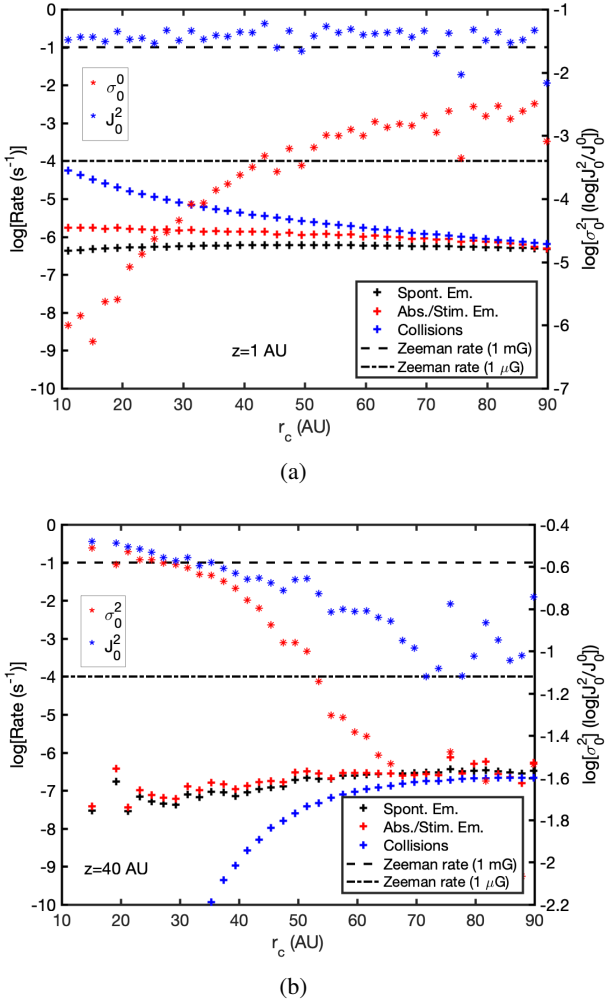 0
-1
-2
-3
-4
-5
-6
-7
-8
-9
-10
log[Rate (s⁻¹)]
-1
-2
-3
-4
-5
-6
-7
log[σ²₀] (log[J²₀/J⁰₀])
* σ⁰₀
* J²₀
z=1 AU
+ Spont. Em.
+ Abs./Stim. Em.
+ Collisions
Zeeman rate (1 mG)
Zeeman rate (1 μG)
10 20 30 40 50 60 70 80 90
r_c (AU)
(a)
0
-1
-2
-3
-4
-5
-6
-7
-8
-9
-10
log[Rate (s⁻¹)]
-0.4
-0.6
-0.8
-1
-1.2
-1.4
-1.6
-1.8
-2
-2.2
log[σ²₀] (log[J²₀/J⁰₀])
* σ²₀
* J²₀
z=40 AU
+ Spont. Em.
+ Abs./Stim. Em.
+ Collisions
Zeeman rate (1 mG)
Zeeman rate (1 μG)
10 20 30 40 50 60 70 80 90
r_c (AU)
(b)